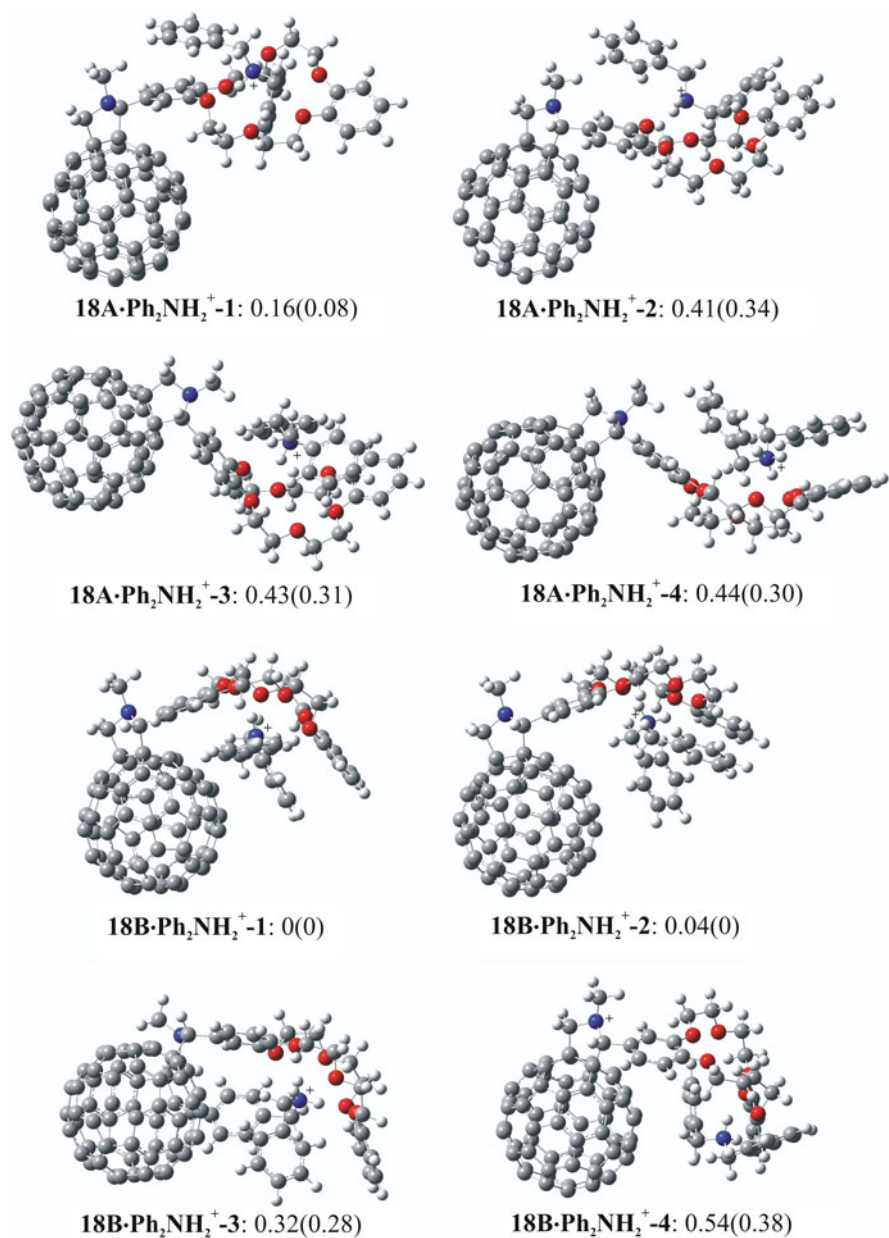 18A·Ph₂NH₂⁺-1: 0.16(0.08)
18A·Ph₂NH₂⁺-2: 0.41(0.34)
18A·Ph₂NH₂⁺-3: 0.43(0.31)
18A·Ph₂NH₂⁺-4: 0.44(0.30)
18B·Ph₂NH₂⁺-1: 0(0)
18B·Ph₂NH₂⁺-2: 0.04(0)
18B·Ph₂NH₂⁺-3: 0.32(0.28)
18B·Ph₂NH₂⁺-4: 0.54(0.38)